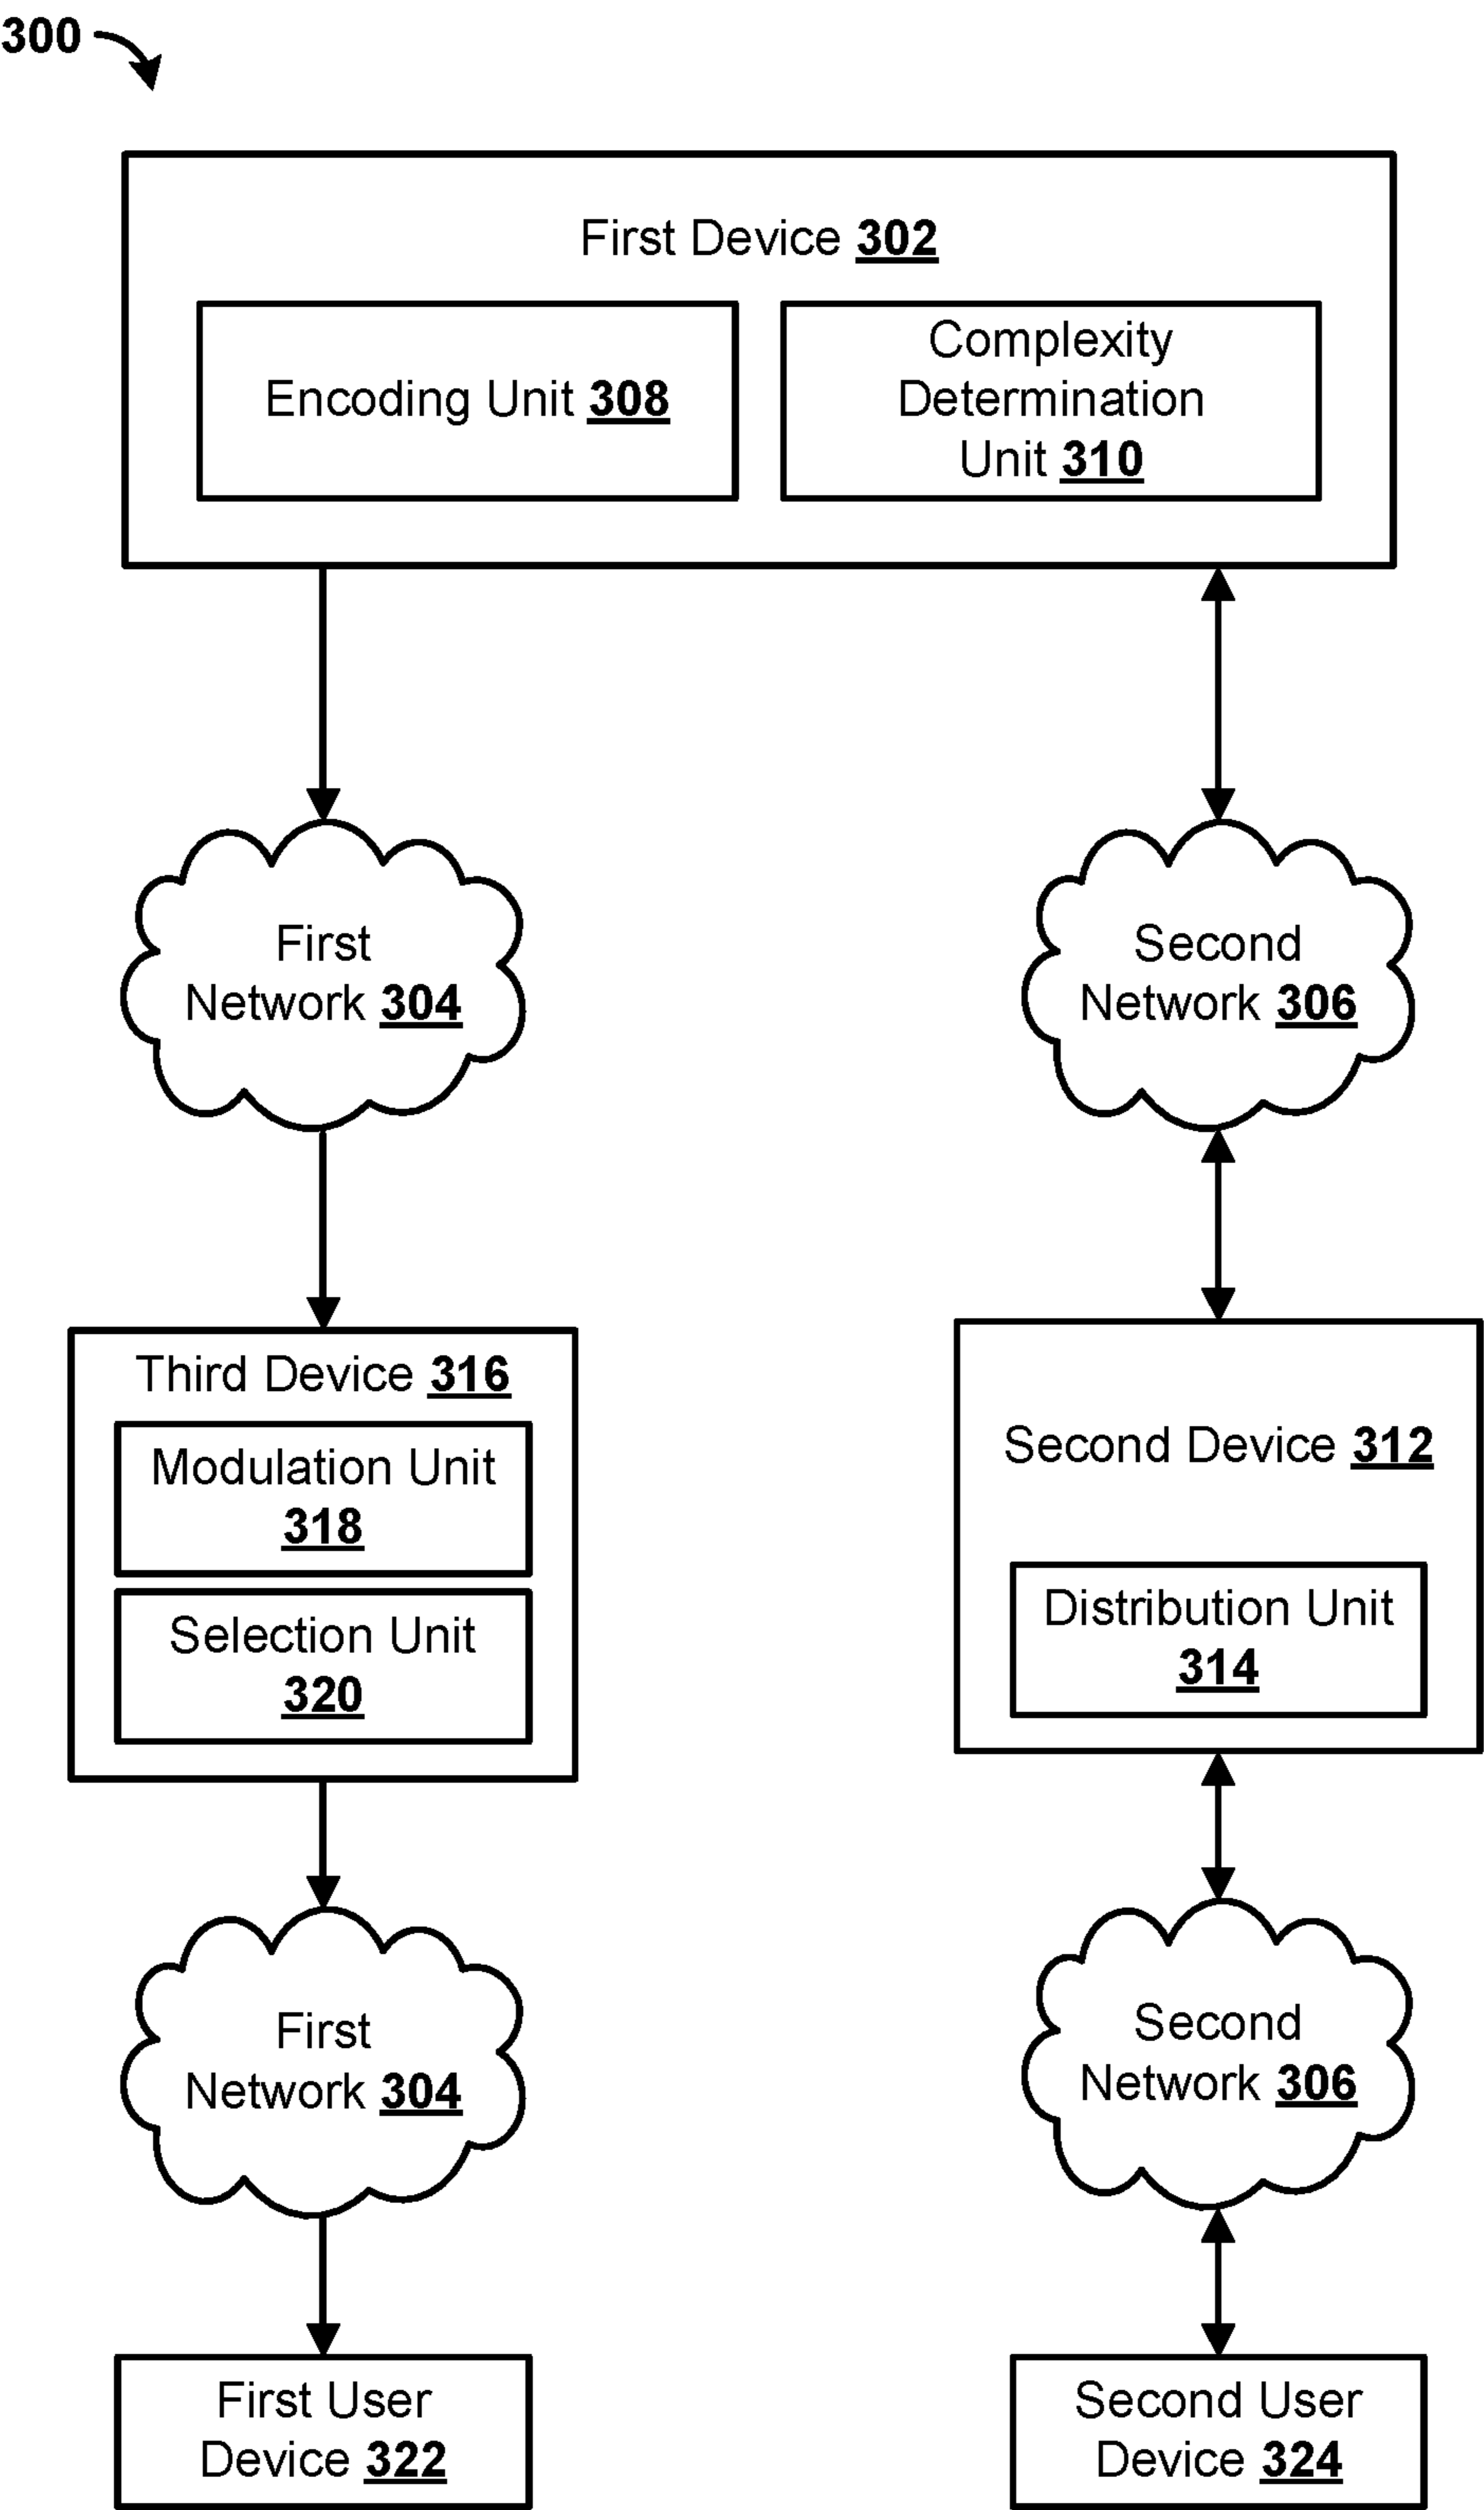 300
First Device 302
Encoding Unit 308
Complexity
Determination
Unit 310
First
Network 304
Second
Network 306
Third Device 316
Modulation Unit
318
Selection Unit
320
Second Device 312
Distribution Unit
314
First
Network 304
Second
Network 306
First User
Device 322
Second User
Device 324